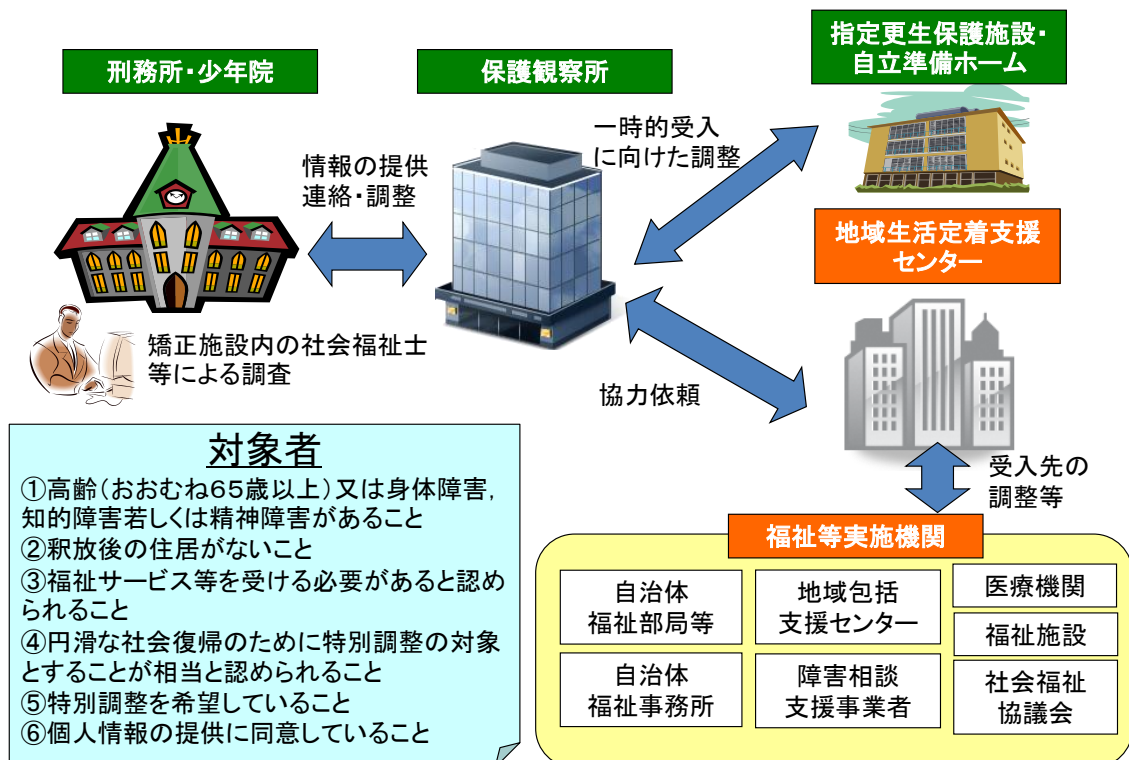 刑務所・少年院
保護観察所
指定更生保護施設・
自立準備ホーム
情報の提供
連絡・調整
一時的受入
に向けた調整
地域生活定着支援
センター
矯正施設内の社会福祉士
等による調査
協力依頼
受入先の
調整等
対象者
①高齢(おおむね65歳以上)又は身体障害,
知的障害若しくは精神障害があること
②釈放後の住居がないこと
③福祉サービス等を受ける必要があると認め
られること
④円滑な社会復帰のために特別調整の対象
とすることが相当と認められること
⑤特別調整を希望していること
⑥個人情報の提供に同意していること
福祉等実施機関
自治体
福祉部局等
地域包括
支援センター
医療機関
福祉施設
自治体
福祉事務所
障害相談
支援事業者
社会福祉
協議会